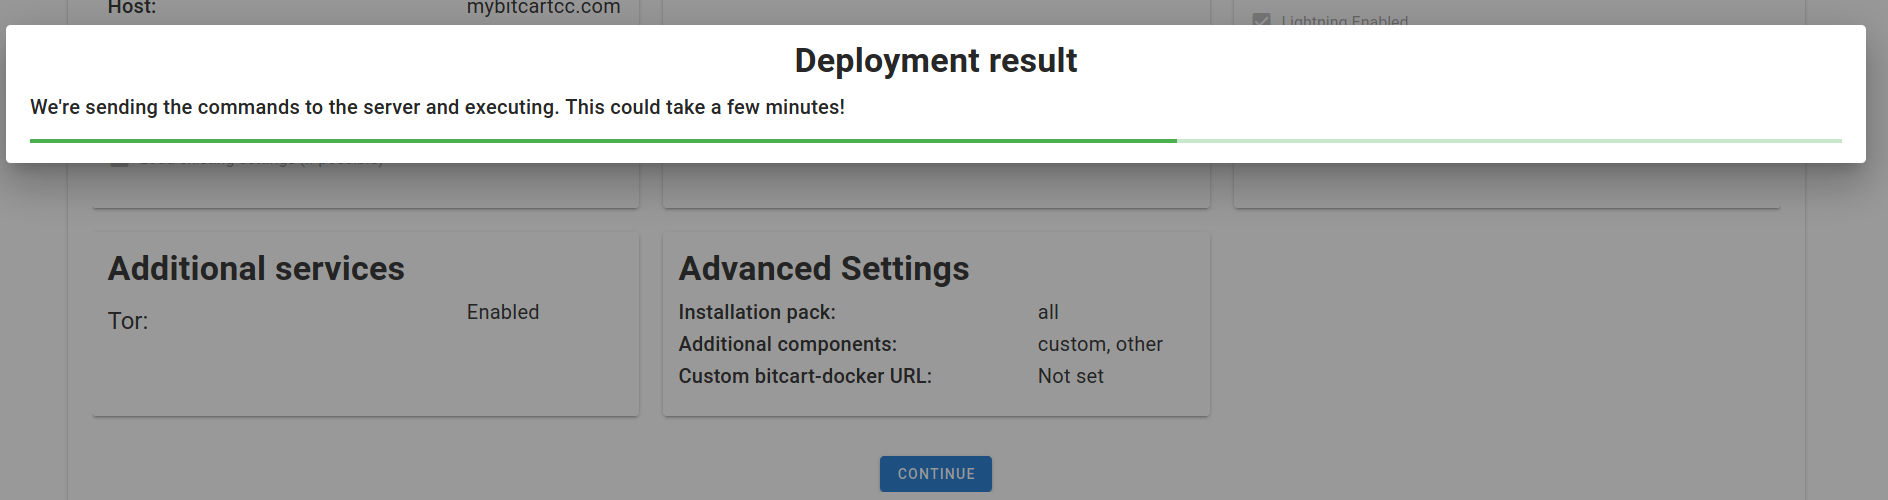 Host: mybitcartcc.com
Lightning Enabled
Deployment result
We're sending the commands to the server and executing. This could take a few minutes!
Additional services
Tor: Enabled
Advanced Settings
Installation pack: all
Additional components: custom, other
Custom bitcart-docker URL: Not set
CONTINUE